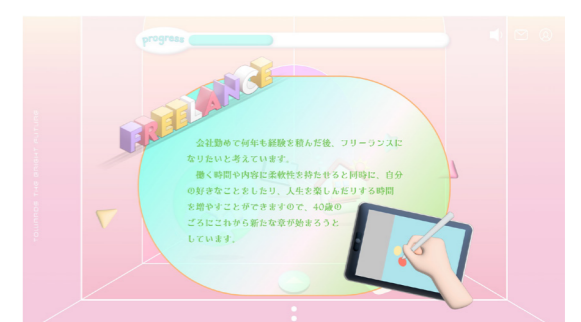 progress
FREELANCE
会社勤めで何年も経験を積んだ後、フリーランスに
なりたいと考えています。
働く時間や内容に柔軟性を持たせると同時に、自分
の好きなことをしたり、人生を楽しんだりする時間
を増やすことができますので、40歳の
ごろにこれから新たな章が始まろうと
しています。
TOWARDS THE BRIGHT FUTURE